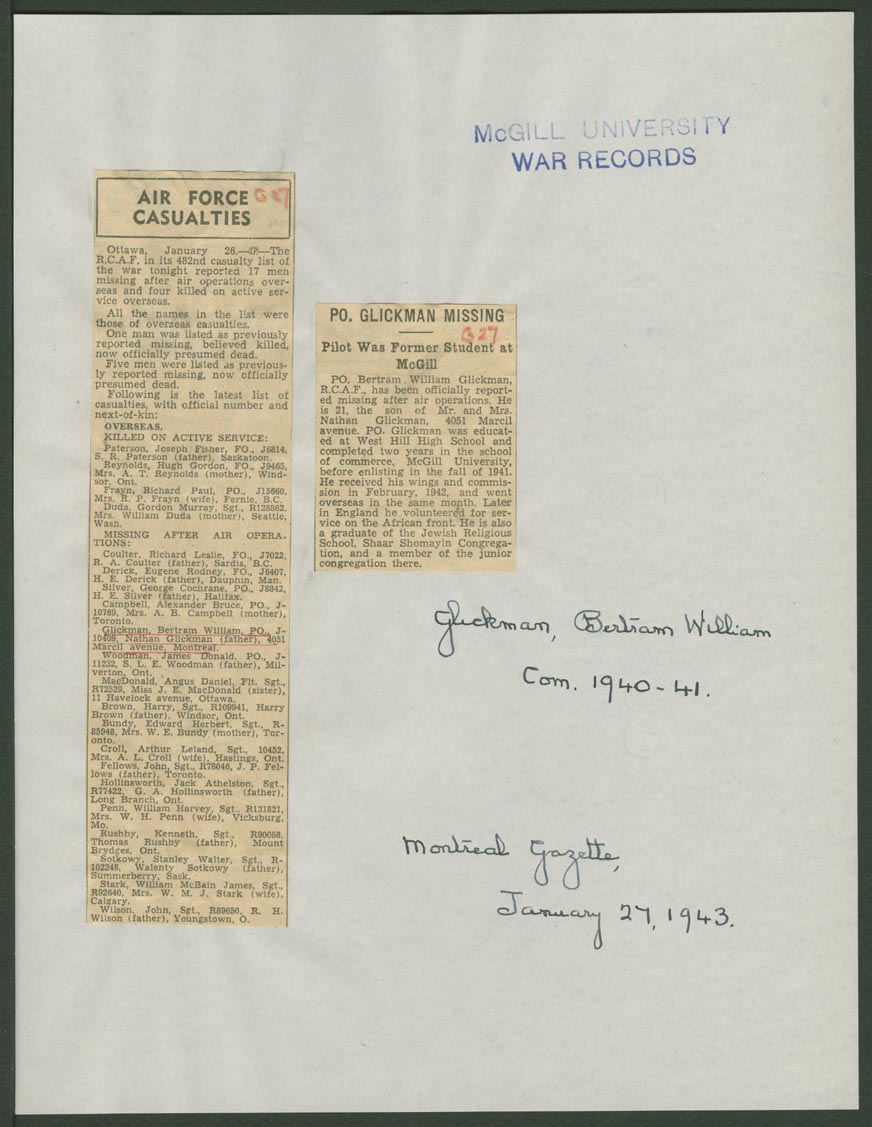 McGILL UNIVERSITY
WAR RECORDS
AIR FORCE G 27
CASUALTIES
Ottawa, January 26.—(CP)—The
R.C.A.F. in its 482nd casualty list of
the war tonight reported 17 men
missing after air operations over-
seas and four killed on active ser-
vice overseas.
All the names in the list were
those of overseas casualties.
One man was listed as previously
reported missing, believed killed,
now officially presumed dead.
Five men were listed as previous-
ly reported missing, now officially
presumed dead.
Following is the latest list of
casualties, with official number and
next-of-kin:
OVERSEAS.
KILLED ON ACTIVE SERVICE:
Paterson, Joseph Fisher, FO., J6814,
S. R. Paterson (father), Saskatoon.
Reynolds, Hugh Gordon, FO., J9465,
Mrs. A. T. Reynolds (mother), Wind-
sor, Ont.
Frayn, Richard Paul, PO., J15660,
Mrs. R. P. Frayn (wife), Fernie, B.C.
Duda, Gordon Murray, Sgt., R128862,
Mrs. William Duda (mother), Seattle,
Wash.
MISSING AFTER AIR OPERA-
TIONS:
Coulter, Richard Leslie, FO., J7022,
R. A. Coulter (father), Sardis, B.C.
Derick, Eugene Rodney, FO., J6407,
H. E. Derick (father), Dauphin, Man.
Silver, George Cochrane, PO., J8842,
H. E. Silver (father), Halifax.
Campbell, Alexander Bruce, PO., J-
10769, Mrs. A. B. Campbell (mother),
Toronto.
Glickman, Bertram William, PO., J-
10409, Nathan Glickman (father), 4051
Marcil avenue, Montreal.
Woodman, James Donald, PO., J-
11232, S. L. E. Woodman (father), Mil-
verton, Ont.
MacDonald, Angus Daniel, Flt. Sgt.,
R72529, Miss J. E. MacDonald (sister),
11 Havelock avenue, Ottawa.
Brown, Harry, Sgt., R109941, Harry
Brown (father), Windsor, Ont.
Bundy, Edward Herbert, Sgt., R-
85948, Mrs. W. E. Bundy (mother), Tor-
onto.
Croll, Arthur Leland, Sgt., 10452,
Mrs. A. L. Croll (wife), Hastings, Ont.
Fellows, John, Sgt., R78046, J. P. Fel-
lows (father), Toronto.
Hollinsworth, Jack Athelston, Sgt.,
R77422, G. A. Hollinsworth (father),
Long Branch, Ont.
Penn, William Harvey, Sgt., R131821,
Mrs. W. H. Penn (wife), Vicksburg,
Mo.
Rushby, Kenneth, Sgt., R90058,
Thomas Rushby (father), Mount
Brydges, Ont.
Sotkowy, Stanley Walter, Sgt., R-
102246, Walenty Sotkowy (father),
Summerberry, Sask.
Stark, William McBain James, Sgt.,
R92640, Mrs. W. M. J. Stark (wife),
Calgary.
Wilson, John, Sgt., R89650, R. H.
Wilson (father), Youngstown, O.
PO. GLICKMAN MISSING
G27
Pilot Was Former Student at
McGill
PO. Bertram William Glickman,
R.C.A.F., has been officially report-
ed missing after air operations. He
is 21, the son of Mr. and Mrs.
Nathan Glickman, 4051 Marcil
avenue. PO. Glickman was educat-
ed at West Hill High School and
completed two years in the school
of commerce, McGill University,
before enlisting in the fall of 1941.
He received his wings and commis-
sion in February, 1942, and went
overseas in the same month. Later
in England he volunteered for ser-
vice on the African front. He is also
a graduate of the Jewish Religious
School, Shaar Shomayin Congrega-
tion, and a member of the junior
congregation there.
Glickman, Bertram William
Com. 1940-41.
Montreal Gazette,
January 27, 1943.